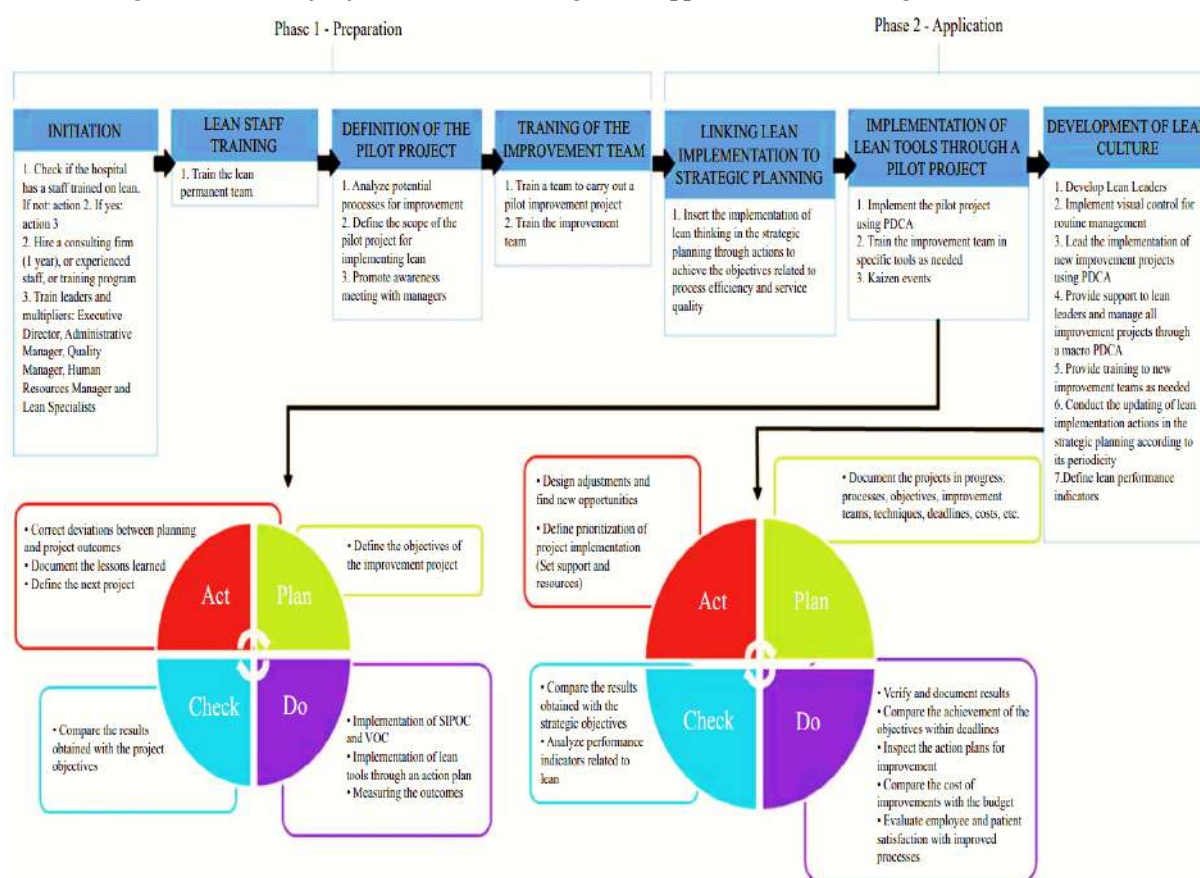 Phase 1 - Preparation
Phase 2 - Application
INITIATION
1. Check if the hospital
has a staff trained on lean.
If not: action 2. If yes:
action 3
2. Hire a consulting firm
(1 year), or experienced
staff, or training program
3. Train leaders and
multipliers: Executive
Director, Administrative
Manager, Quality
Manager, Human
Resources Manager and
Lean Specialists
LEAN STAFF
TRAINING
1. Train the lean
permanent team
DEFINITION OF THE
PILOT PROJECT
1. Analyze potential
processes for improvement
2. Define the scope of the
pilot project for
implementing lean
3. Promote awareness
meeting with managers
TRANING OF THE
IMPROVEMENT TEAM
1. Train a team to carry out a
pilot improvement project
2. Train the improvement
team
LINKING LEAN
IMPLEMENTATION TO
STRATEGIC PLANNING
1. Insert the implementation of
lean thinking in the strategic
planning through actions to
achieve the objectives related to
process efficiency and service
quality
IMPLEMENTATION OF
LEAN TOOLS THROUGH A
PILOT PROJECT
1. Implement the pilot project
using PDCA
2. Train the improvement team in
specific tools as needed
3. Kaizen events
DEVELOPMENT OF LEAN
CULTURE
1. Develop Lean Leaders
2. Implement visual control for
routine management
3. Lead the implementation of
new improvement projects
using PDCA
4. Provide support to lean
leaders and manage all
improvement projects through
a macro PDCA
5. Provide training to new
improvement teams as needed
6. Conduct the updating of lean
implementation actions in the
strategic planning according to
its periodicity
7.Define lean performance
indicators
• Correct deviations between planning
and project outcomes
• Document the lessons learned
• Define the next project
Act
Plan
• Define the objectives of
the improvement project
Check
Do
• Compare the results
obtained with the project
objectives
• Implementation of SIPOC
and VOC
• Implementation of lean
tools through an action plan
• Measuring the outcomes
• Design adjustments and
find new opportunities
• Define prioritization of
project implementation
(Set support and
resources)
Act
Plan
• Document the projects in progress:
processes, objectives, improvement
teams, techniques, deadlines, costs, etc.
Check
Do
• Compare the results
obtained with the
strategic objectives
• Analyze performance
indicators related to
lean
• Verify and document results
• Compare the achievement of the
objectives within deadlines
• Inspect the action plans for
improvement
• Compare the cost of
improvements with the budget
• Evaluate employee and patient
satisfaction with improved
processes